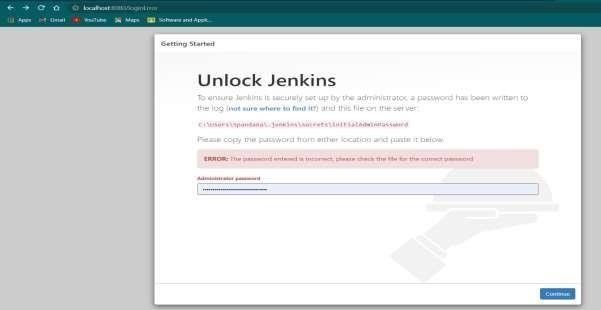 localhost:8080/loginError
Apps Gmail YouTube Maps Software and Appli...
Getting Started
Unlock Jenkins
To ensure Jenkins is securely set up by the administrator, a password has been written to
the log (not sure where to find it?) and this file on the server:
C:\Users\spandana\.jenkins\secrets\initialAdminPassword
Please copy the password from either location and paste it below.
ERROR: The password entered is incorrect, please check the file for the correct password
Administrator password
Continue